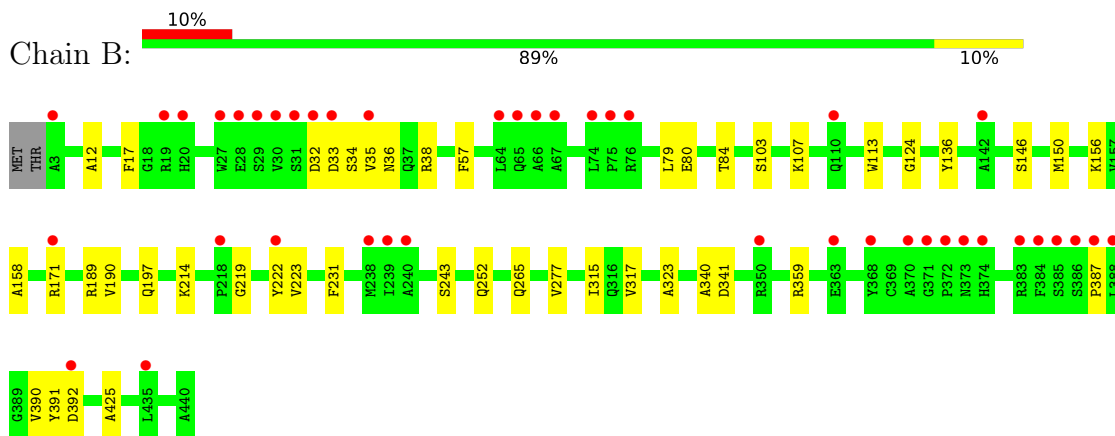 10%
Chain B:
89%
10%
MET THR A3 A12 F17 G18 R19 H20 W27 E28 S29 V30 S31 D32 D33 S34 V35 N36 Q37 R38 F57 L64 Q65 A66 A67 L74 P75 R76 L79 E80 T84 S103 K107 Q110 W113 G124 Y136 A142 S146 M150 K156 V157
A158 R171 R189 V190 Q197 K214 P218 G219 Y222 V223 F231 M238 I239 A240 S243 Q252 Q265 V277 I315 Q316 V317 A323 A340 D341 R350 R359 E363 Y368 C369 A370 G371 P372 N373 H374 R383 F384 S385 S386 P387 L388
G389 V390 Y391 D392 A425 L435 A440